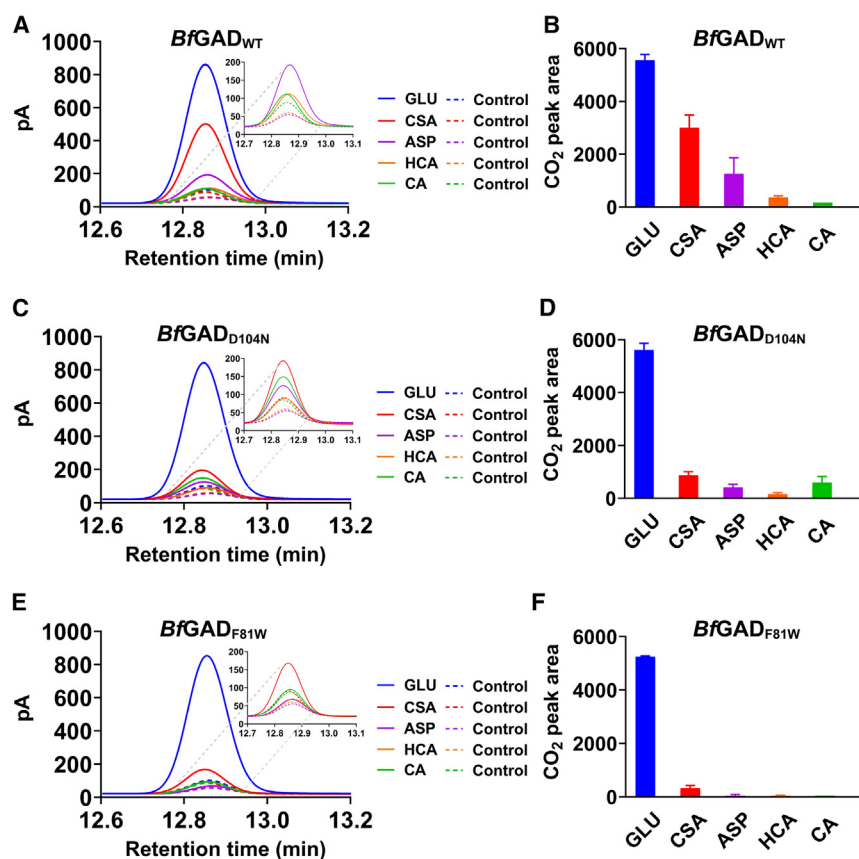 A
BfGADWT
pA
1000
800
600
400
200
0
12.6 12.8 13.0 13.2
Retention time (min)
200
150
100
50
0
12.7 12.8 12.9 13.0 13.1
GLU Control
CSA Control
ASP Control
HCA Control
CA Control
B
BfGADWT
CO2 peak area
6000
4000
2000
0
GLU CSA ASP HCA CA
C
BfGADD104N
pA
1000
800
600
400
200
0
12.6 12.8 13.0 13.2
Retention time (min)
200
150
100
50
0
12.7 12.8 12.9 13.0 13.1
GLU Control
CSA Control
ASP Control
HCA Control
CA Control
D
BfGADD104N
CO2 peak area
6000
4000
2000
0
GLU CSA ASP HCA CA
E
BfGADF81W
pA
1000
800
600
400
200
0
12.6 12.8 13.0 13.2
Retention time (min)
200
150
100
50
0
12.7 12.8 12.9 13.0 13.1
GLU Control
CSA Control
ASP Control
HCA Control
CA Control
F
BfGADF81W
CO2 peak area
6000
4000
2000
0
GLU CSA ASP HCA CA